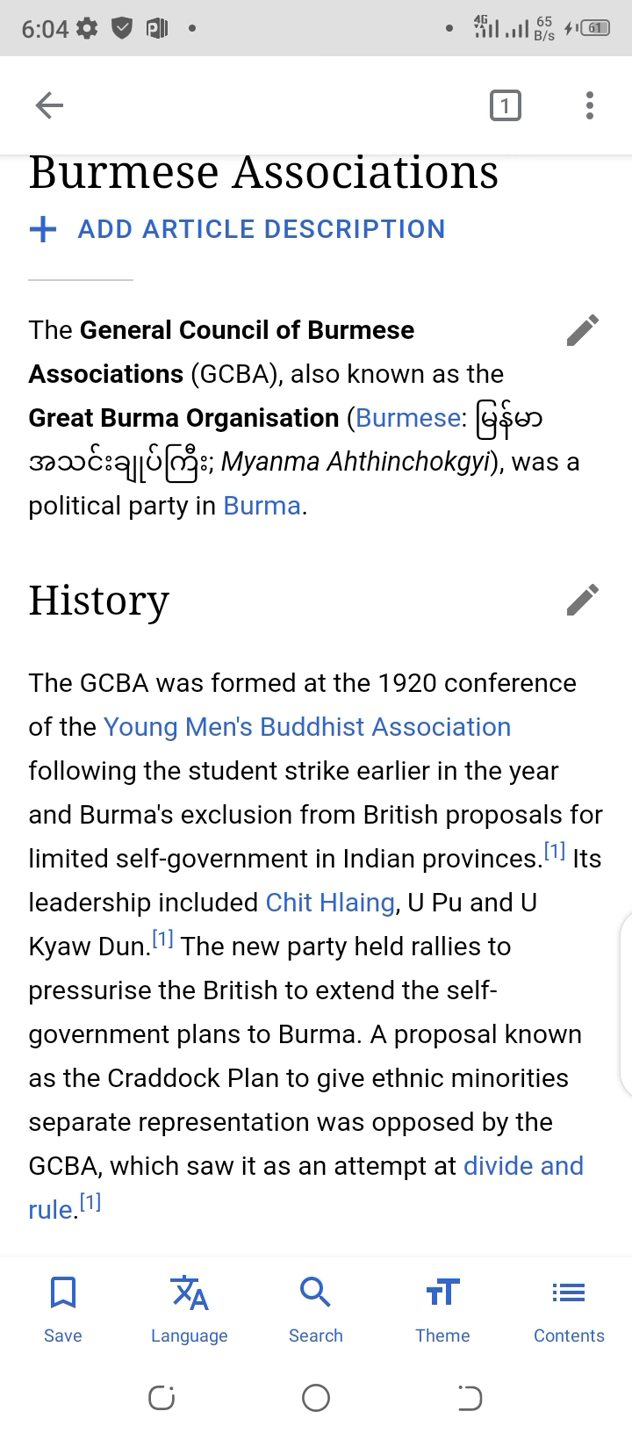 6:04
4G
65
B/s
61
1
Burmese Associations
+ ADD ARTICLE DESCRIPTION
The General Council of Burmese
Associations (GCBA), also known as the
Great Burma Organisation (Burmese: မြန်မာ
အသင်းချုပ်ကြီး; Myanma Ahthinchokgyi), was a
political party in Burma.
History
The GCBA was formed at the 1920 conference
of the Young Men's Buddhist Association
following the student strike earlier in the year
and Burma's exclusion from British proposals for
limited self-government in Indian provinces.[1] Its
leadership included Chit Hlaing, U Pu and U
Kyaw Dun.[1] The new party held rallies to
pressurise the British to extend the self-
government plans to Burma. A proposal known
as the Craddock Plan to give ethnic minorities
separate representation was opposed by the
GCBA, which saw it as an attempt at divide and
rule.[1]
Save Language Search Theme Contents